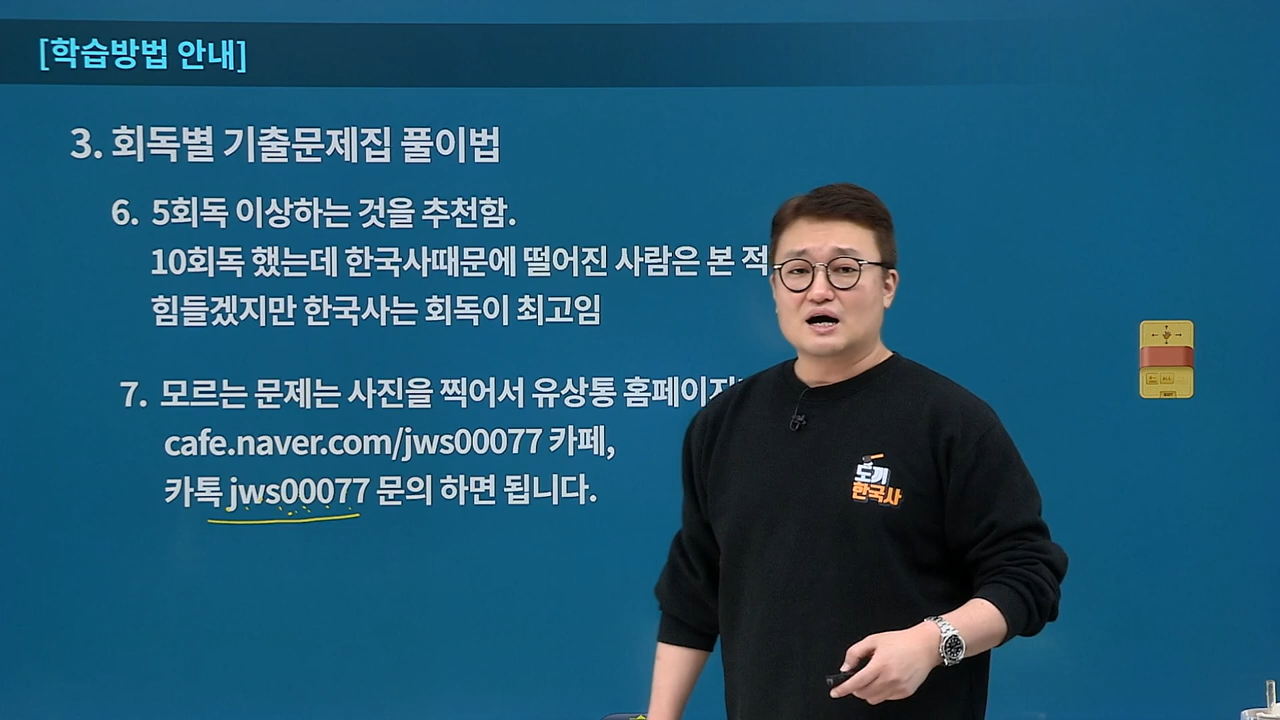 [학습방법 안내]
3. 회독별 기출문제집 풀이법
6. 5회독 이상하는 것을 추천함.
10회독 했는데 한국사때문에 떨어진 사람은 본 적
힘들겠지만 한국사는 회독이 최고임
7. 모르는 문제는 사진을 찍어서 유상통 홈페이지
cafe.naver.com/jws00077 카페,
카톡 jws00077 문의 하면 됩니다.
도끼
한국사